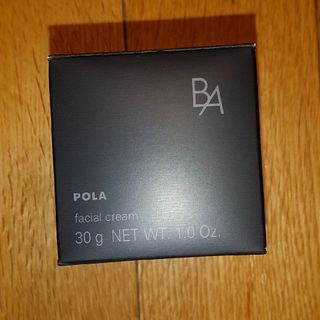 BA
POLA
facial cream
30 g NET WT. 1.0 Oz.